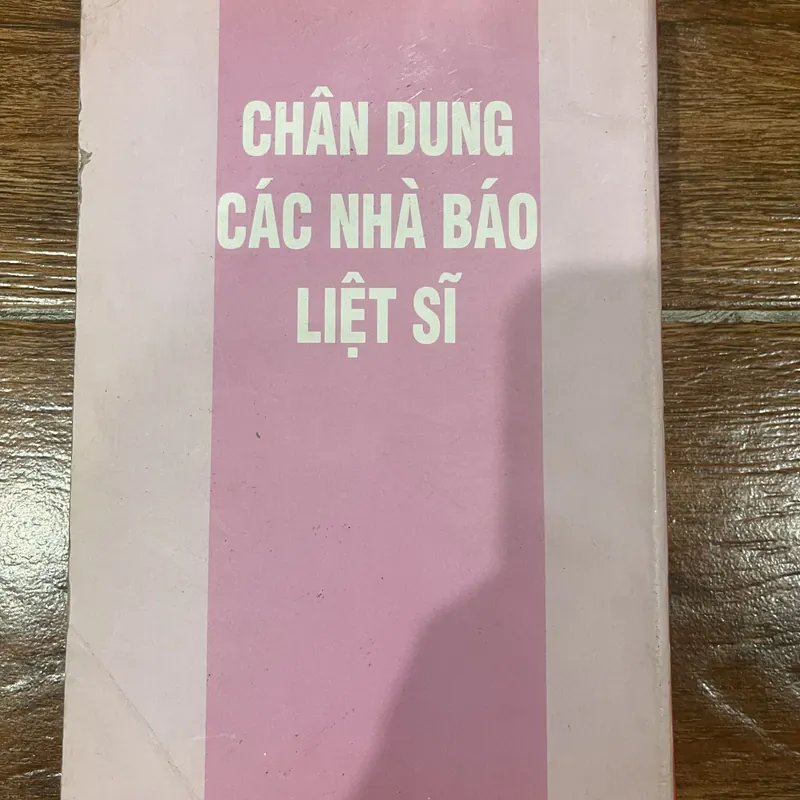 CHÂN DUNG
CÁC NHÀ BÁO
LIỆT SĨ